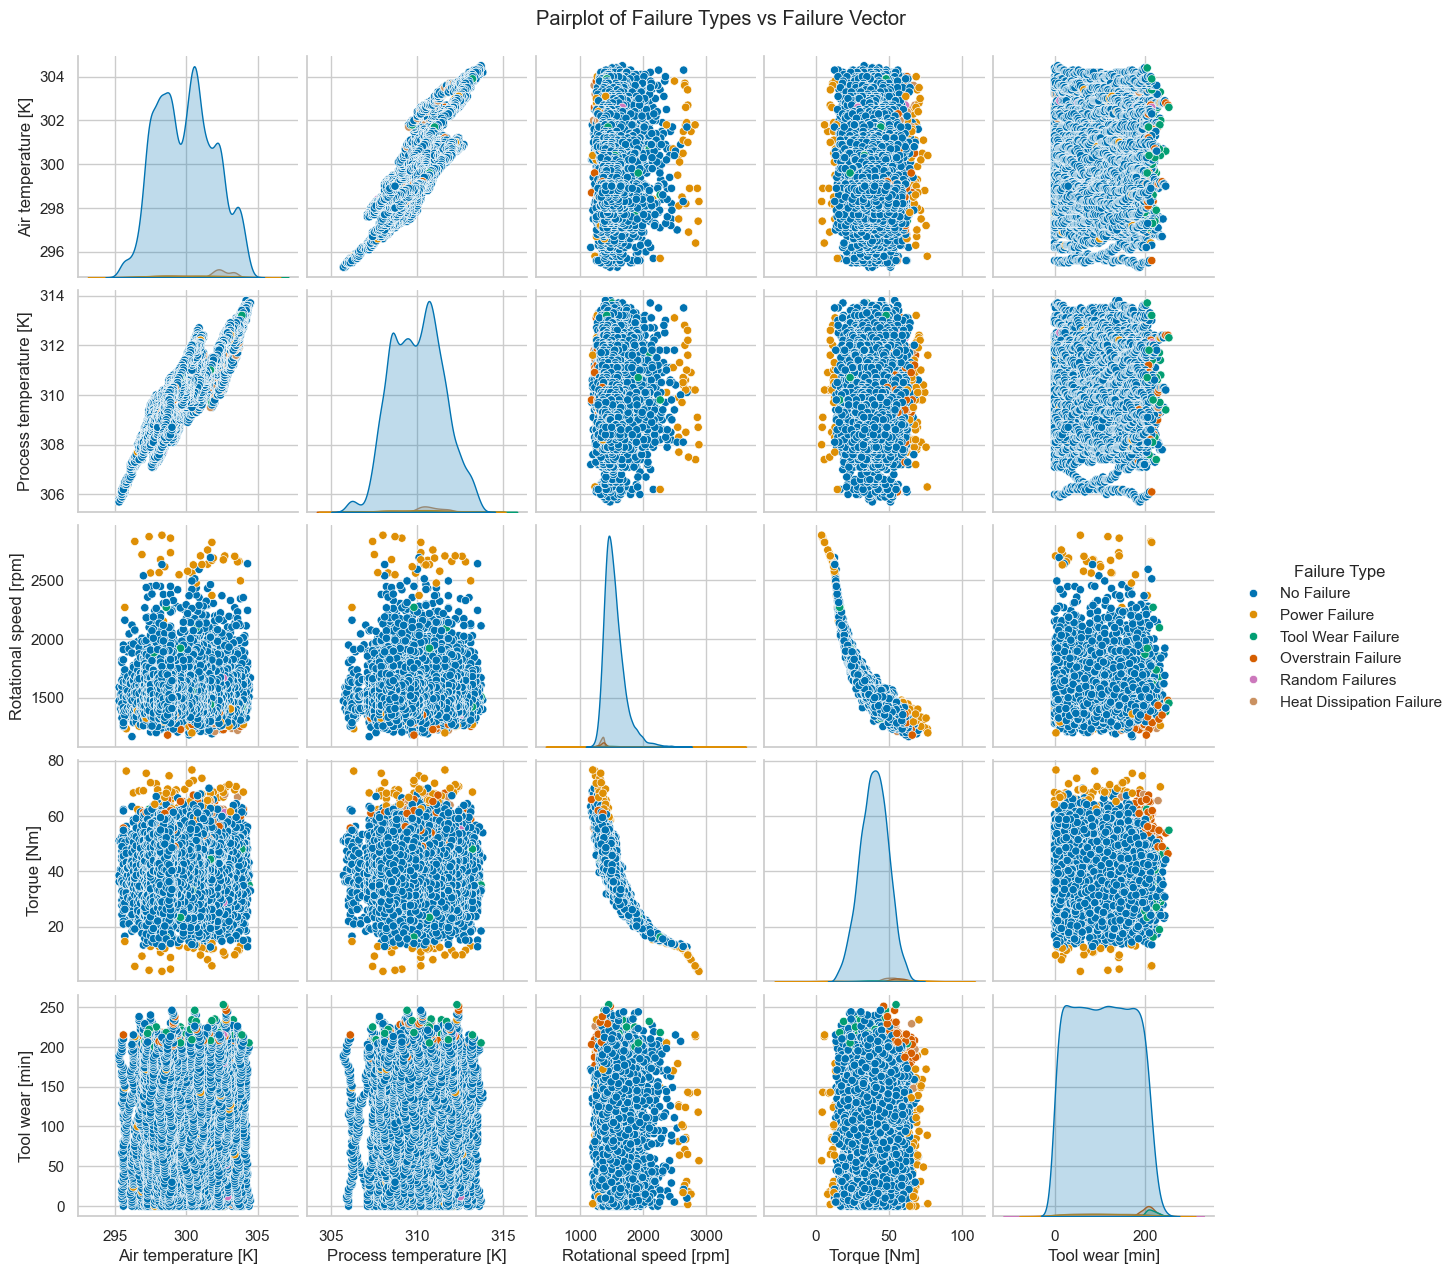 Pairplot of Failure Types vs Failure Vector
Air temperature [K]
304
302
300
298
296
Process temperature [K]
314
312
310
308
306
Rotational speed [rpm]
2500
2000
1500
Failure Type
No Failure
Power Failure
Tool Wear Failure
Overstrain Failure
Random Failures
Heat Dissipation Failure
Torque [Nm]
80
60
40
20
Tool wear [min]
250
200
150
100
50
0
295 300 305 305 310 315 1000 2000 3000 0 50 100 0 200
Air temperature [K] Process temperature [K] Rotational speed [rpm] Torque [Nm] Tool wear [min]